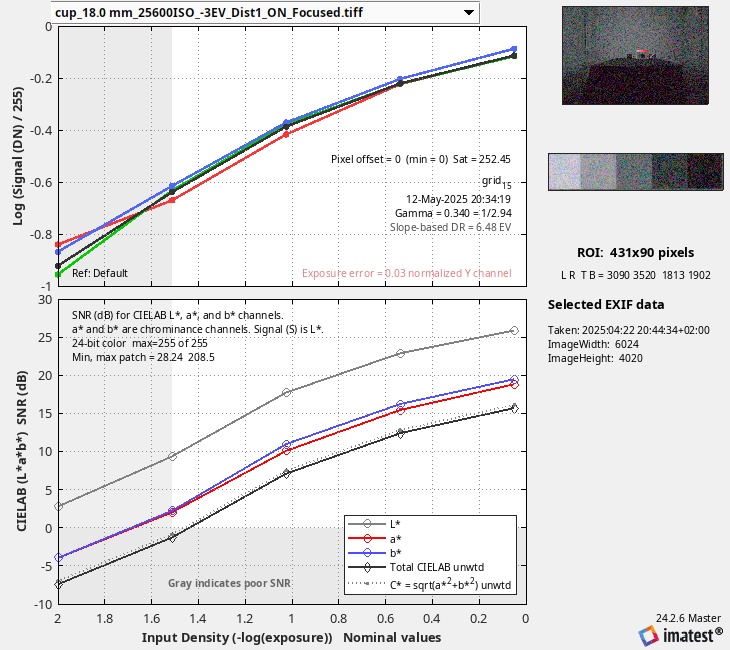 cup_18.0 mm_25600ISO_-3EV_Dist1_ON_Focused.tiff
0
-0.2
-0.4
-0.6
-0.8
-1
Log (Signal (DN) / 255)
Pixel offset = 0 (min = 0) Sat = 252.45
grid_15
12-May-2025 20:34:19
Gamma = 0.340 = 1/2.94
Slope-based DR = 6.48 EV
Ref: Default
Exposure error = 0.03 normalized Y channel
30
25
20
15
10
5
0
-5
-10
CIELAB (L*a*b*) SNR (dB)
SNR (dB) for CIELAB L*, a*, and b* channels.
a* and b* are chrominance channels. Signal (S) is L*.
24-bit color max=255 of 255
Min, max patch = 28.24 208.5
Gray indicates poor SNR
L*
a*
b*
Total CIELAB unwtd
C* = sqrt(a*²+b*²) unwtd
2 1.8 1.6 1.4 1.2 1 0.8 0.6 0.4 0.2 0
Input Density (-log(exposure)) Nominal values
ROI: 431x90 pixels
L R T B = 3090 3520 1813 1902
Selected EXIF data
Taken: 2025:04:22 20:44:34+02:00
ImageWidth: 6024
ImageHeight: 4020
24.2.6 Master
imatest®